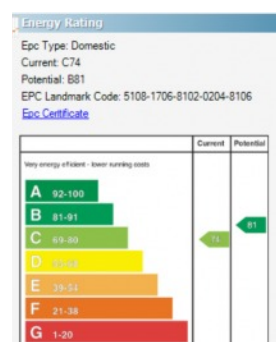 Energy Rating
Epc Type: Domestic
Current: C74
Potential: B81
EPC Landmark Code: 5108-1706-8102-0204-8106
Epc Certificate
Current Potential
Very energy efficient - lower running costs
A 92-100
B 81-91
81
C 69-80
74
D
E 39-54
F 21-38
G 1-20